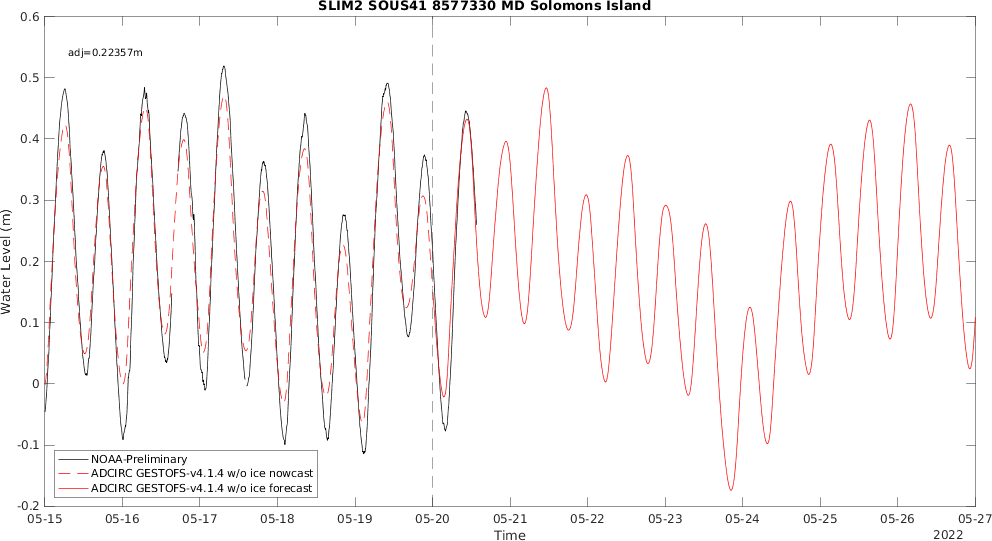 SLIM2 SOUS41 8577330 MD Solomons Island
adj=0.22357m
0.6
0.5
0.4
0.3
0.2
0.1
0
-0.1
-0.2
Water Level (m)
NOAA-Preliminary
ADCIRC GESTOFS-v4.1.4 w/o ice nowcast
ADCIRC GESTOFS-v4.1.4 w/o ice forecast
05-15 05-16 05-17 05-18 05-19 05-20 05-21 05-22 05-23 05-24 05-25 05-26 05-27
Time
2022